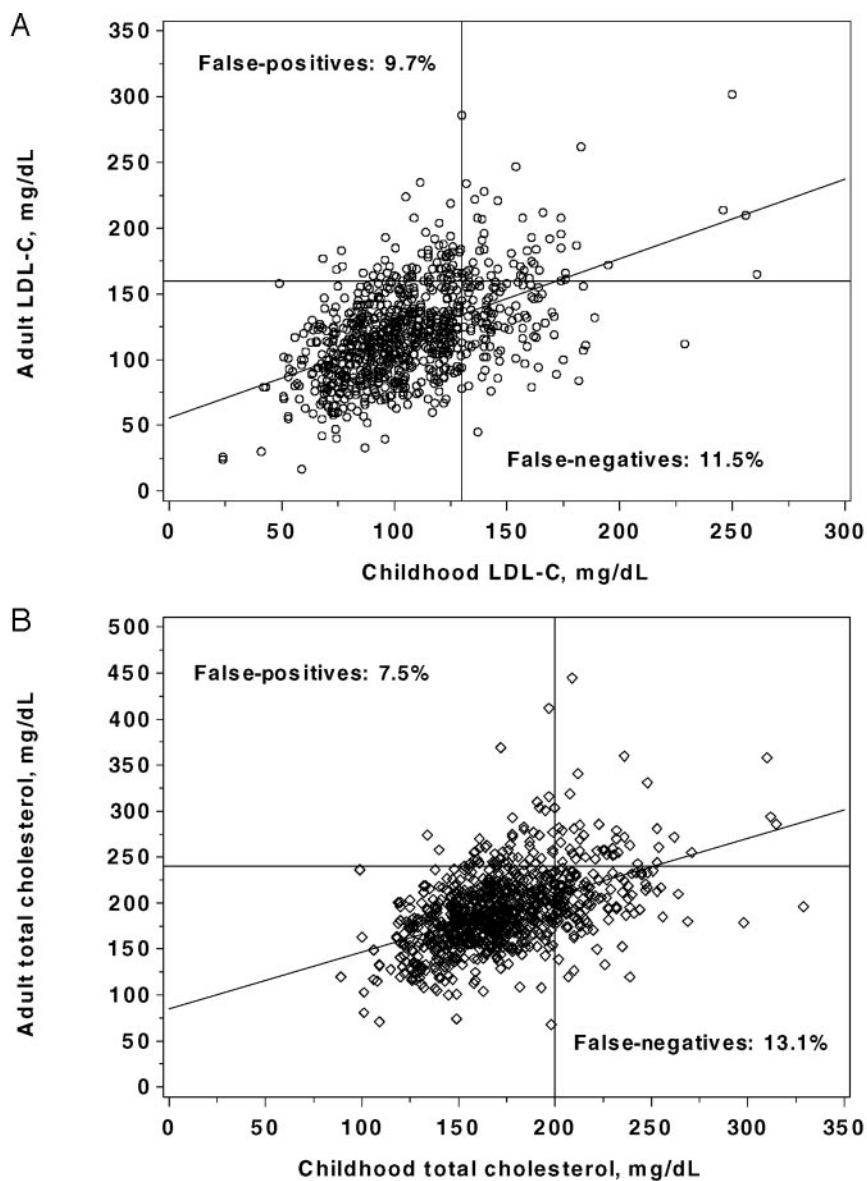 A
350
300
250
200
150
100
50
0
Adult LDL-C, mg/dL
False-positives: 9.7%
False-negatives: 11.5%
0 50 100 150 200 250 300
Childhood LDL-C, mg/dL
B
500
450
400
350
300
250
200
150
100
50
0
Adult total cholesterol, mg/dL
False-positives: 7.5%
False-negatives: 13.1%
0 50 100 150 200 250 300 350
Childhood total cholesterol, mg/dL